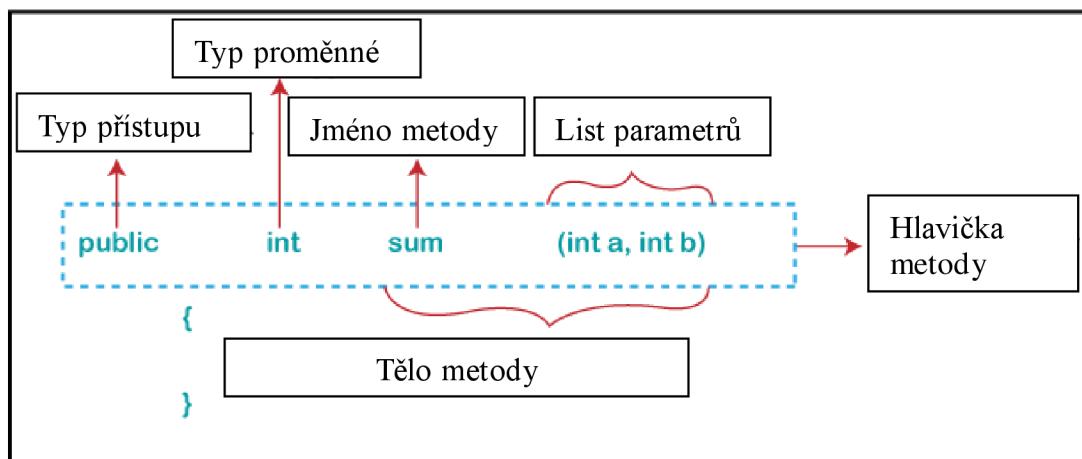 Typ proměnné
Typ přístupu
Jméno metody
List parametrů
public int sum (int a, int b)
Hlavička
metody
{
Tělo metody
}